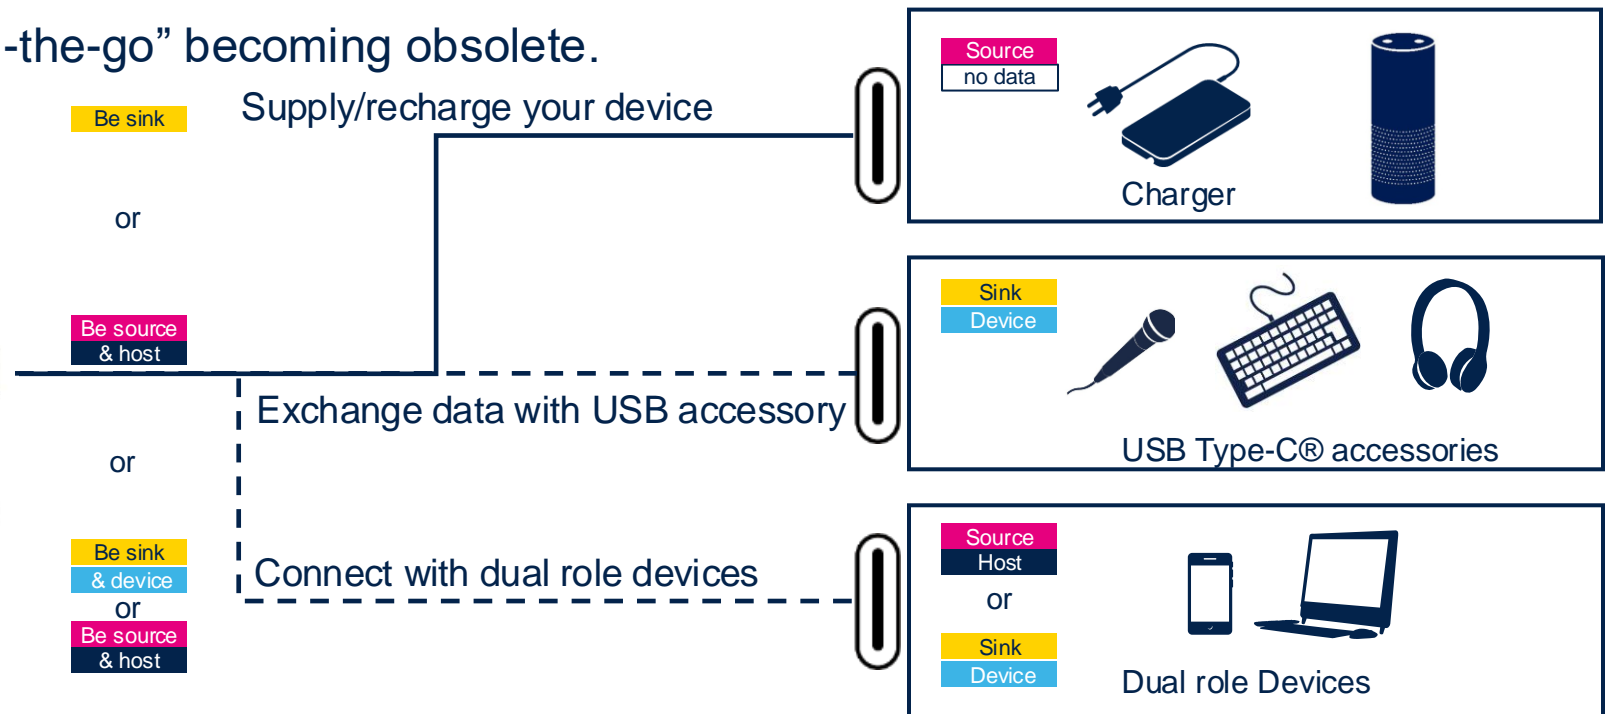 -the-go” becoming obsolete.
Be sink
Supply/recharge your device
Source
no data
Charger
or
Be source
& host
Exchange data with USB accessory
Sink
Device
USB Type-C® accessories
or
Be sink
& device
or
Be source
& host
Connect with dual role devices
Source
Host
or
Sink
Device
Dual role Devices